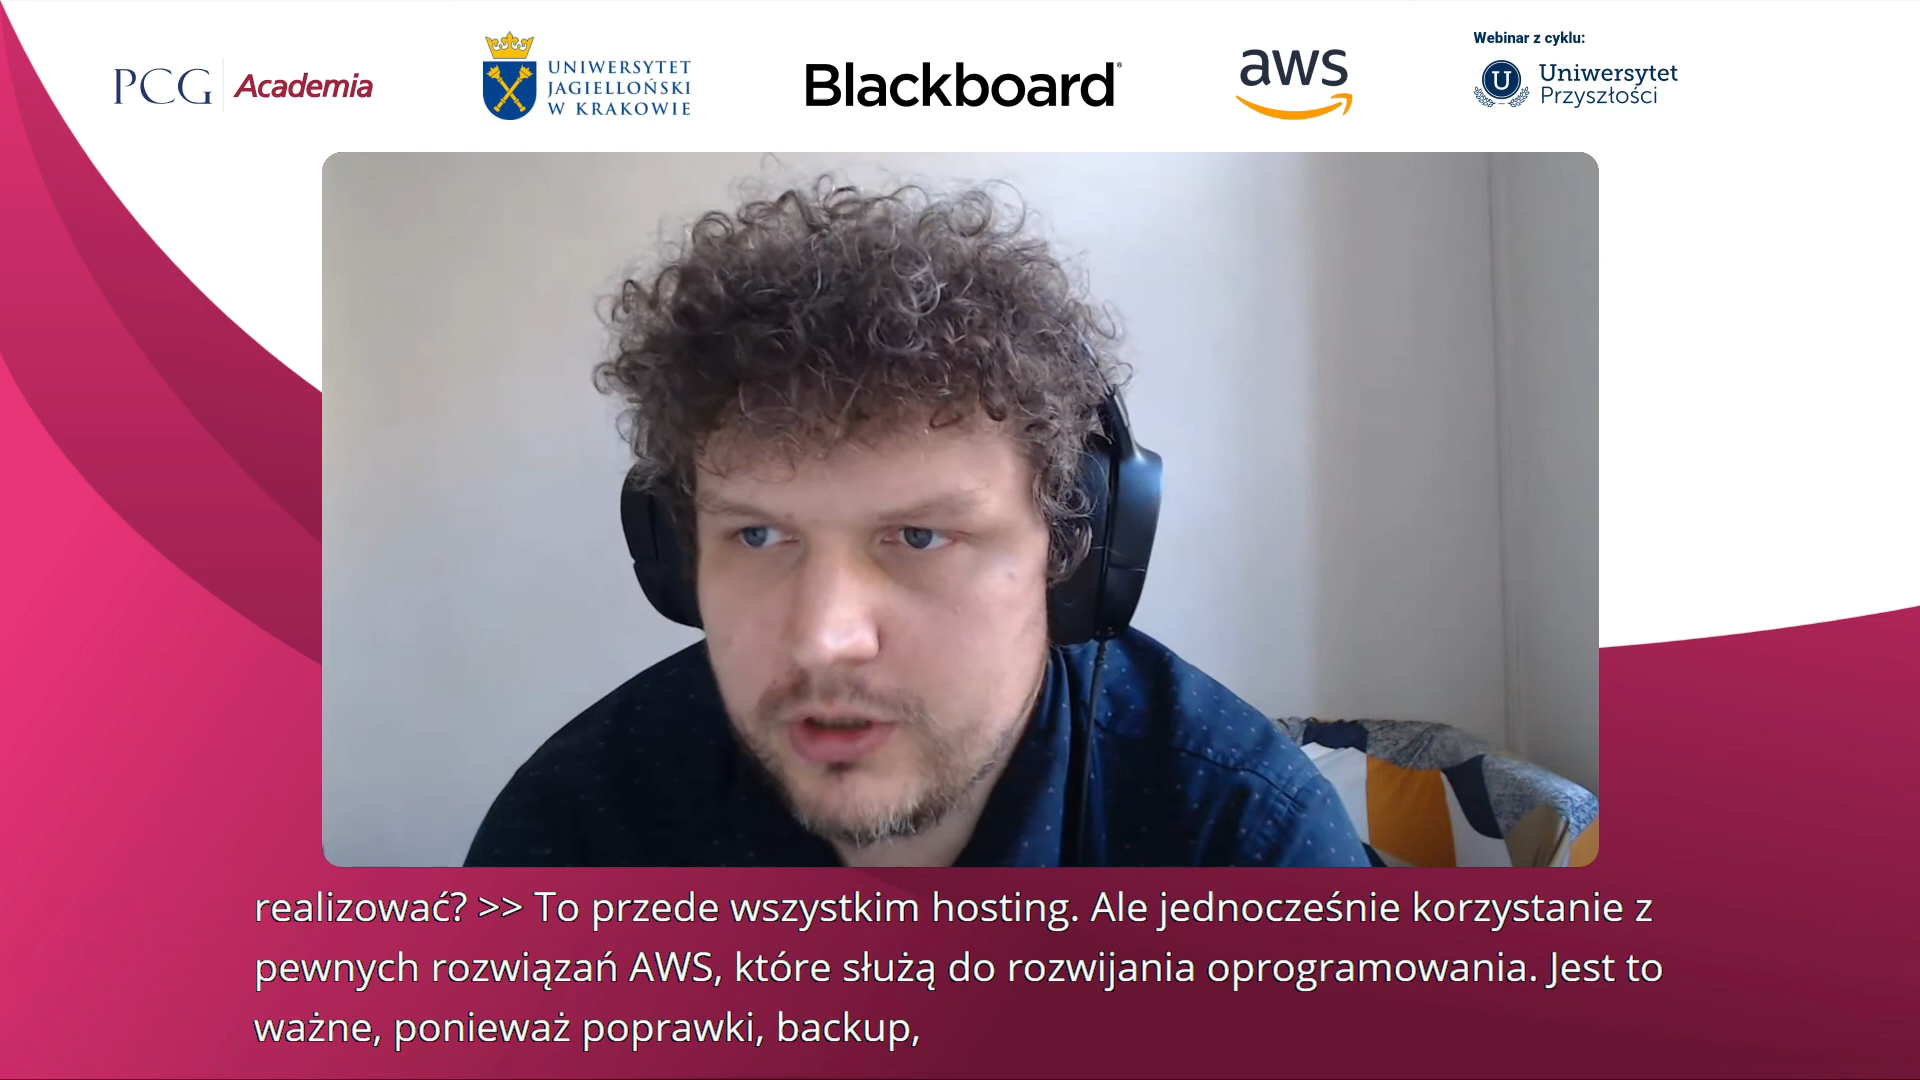 PCG Academia
UNIWERSYTET
JAGIELLOŃSKI
W KRAKOWIE
Blackboard®
aws
Webinar z cyklu:
U
Uniwersytet
Przyszłości
realizować? >> To przede wszystkim hosting. Ale jednocześnie korzystanie z
pewnych rozwiązań AWS, które służą do rozwijania oprogramowania. Jest to
ważne, ponieważ poprawki, backup,